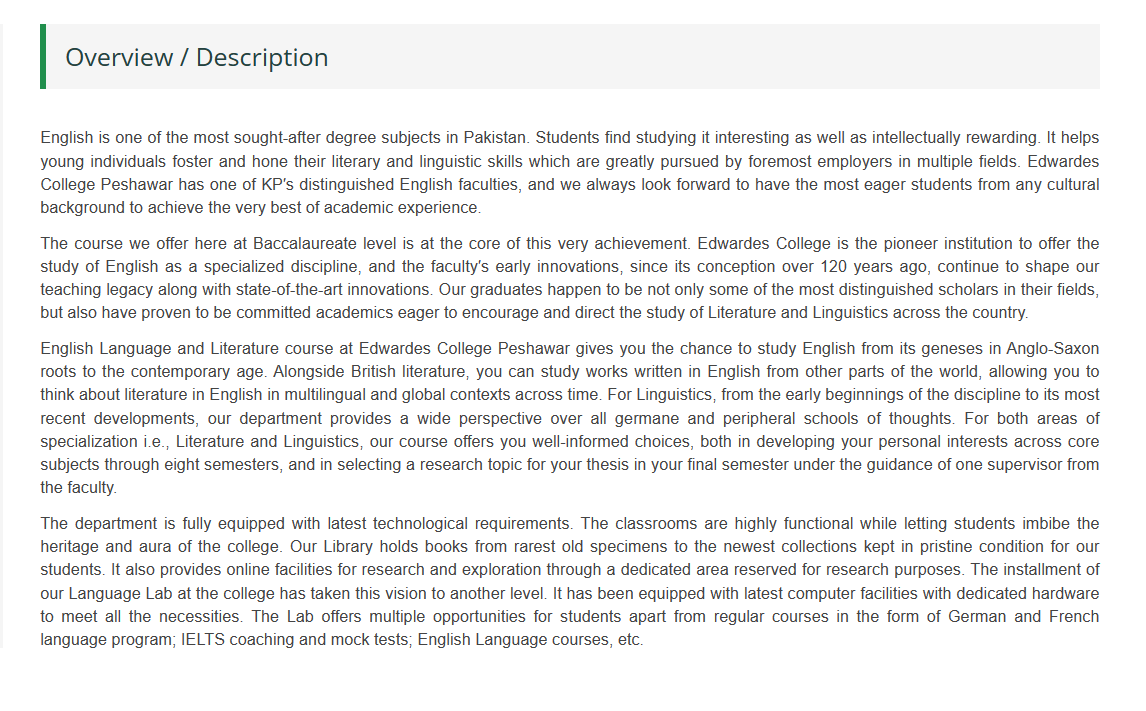 Overview / Description
English is one of the most sought-after degree subjects in Pakistan. Students find studying it interesting as well as intellectually rewarding. It helps
young individuals foster and hone their literary and linguistic skills which are greatly pursued by foremost employers in multiple fields. Edwardes
College Peshawar has one of KP's distinguished English faculties, and we always look forward to have the most eager students from any cultural
background to achieve the very best of academic experience.
The course we offer here at Baccalaureate level is at the core of this very achievement. Edwardes College is the pioneer institution to offer the
study of English as a specialized discipline, and the faculty's early innovations, since its conception over 120 years ago, continue to shape our
teaching legacy along with state-of-the-art innovations. Our graduates happen to be not only some of the most distinguished scholars in their fields,
but also have proven to be committed academics eager to encourage and direct the study of Literature and Linguistics across the country.
English Language and Literature course at Edwardes College Peshawar gives you the chance to study English from its geneses in Anglo-Saxon
roots to the contemporary age. Alongside British literature, you can study works written in English from other parts of the world, allowing you to
think about literature in English in multilingual and global contexts across time. For Linguistics, from the early beginnings of the discipline to its most
recent developments, our department provides a wide perspective over all germane and peripheral schools of thoughts. For both areas of
specialization i.e., Literature and Linguistics, our course offers you well-informed choices, both in developing your personal interests across core
subjects through eight semesters, and in selecting a research topic for your thesis in your final semester under the guidance of one supervisor from
the faculty.
The department is fully equipped with latest technological requirements. The classrooms are highly functional while letting students imbibe the
heritage and aura of the college. Our Library holds books from rarest old specimens to the newest collections kept in pristine condition for our
students. It also provides online facilities for research and exploration through a dedicated area reserved for research purposes. The installment of
our Language Lab at the college has taken this vision to another level. It has been equipped with latest computer facilities with dedicated hardware
to meet all the necessities. The Lab offers multiple opportunities for students apart from regular courses in the form of German and French
language program; IELTS coaching and mock tests; English Language courses, etc.